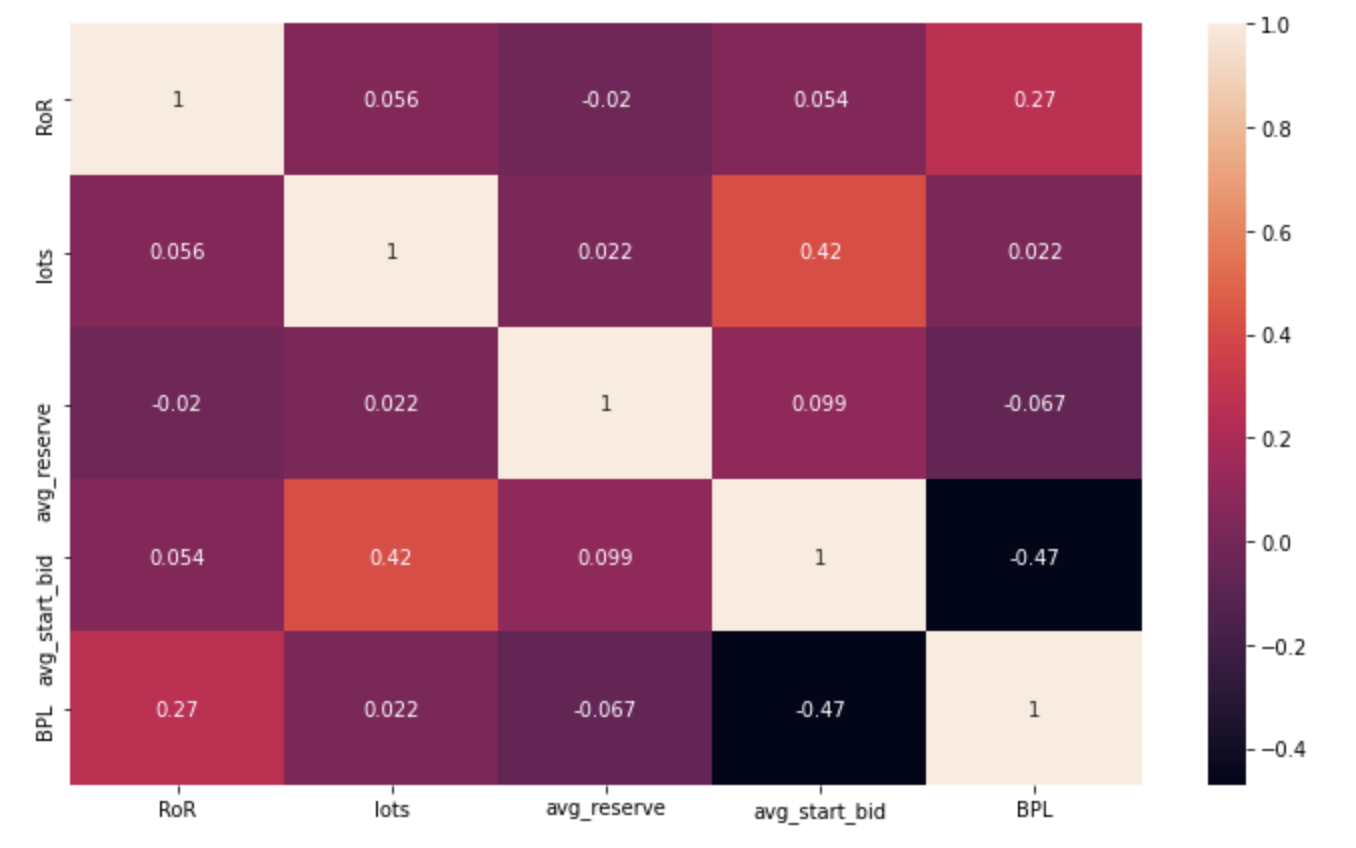 RoR 1 0.056 -0.02 0.054 0.27
lots 0.056 1 0.022 0.42 0.022
avg_reserve -0.02 0.022 1 0.099 -0.067
avg_start_bid 0.054 0.42 0.099 1 -0.47
BPL 0.27 0.022 -0.067 -0.47 1
RoR lots avg_reserve avg_start_bid BPL
1.0
0.8
0.6
0.4
0.2
0.0
−0.2
−0.4